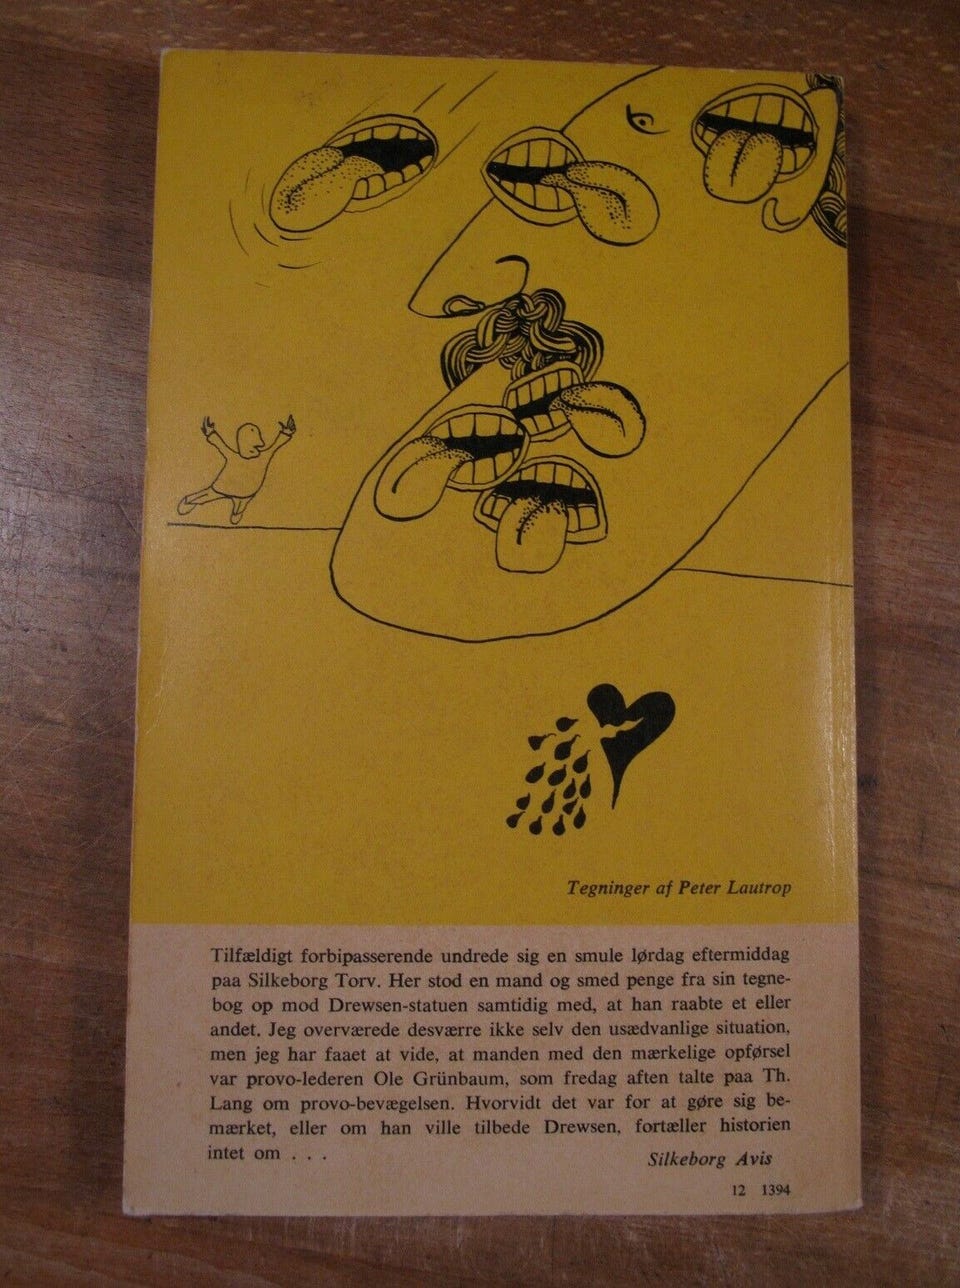 Tegninger af Peter Lautrop
Tilfældigt forbipasserende undrede sig en smule lørdag eftermiddag
paa Silkeborg Torv. Her stod en mand og smed penge fra sin tegne-
bog op mod Drewsen-statuen samtidig med, at han raabte et eller
andet. Jeg overværede desværre ikke selv den usædvanlige situation,
men jeg har faaet at vide, at manden med den mærkelige opførsel
var provo-lederen Ole Grünbaum, som fredag aften talte paa Th.
Lang om provo-bevægelsen. Hvorvidt det var for at gøre sig be-
mærket, eller om han ville tilbede Drewsen, fortæller historien
intet om . . .
Silkeborg Avis
12 1394